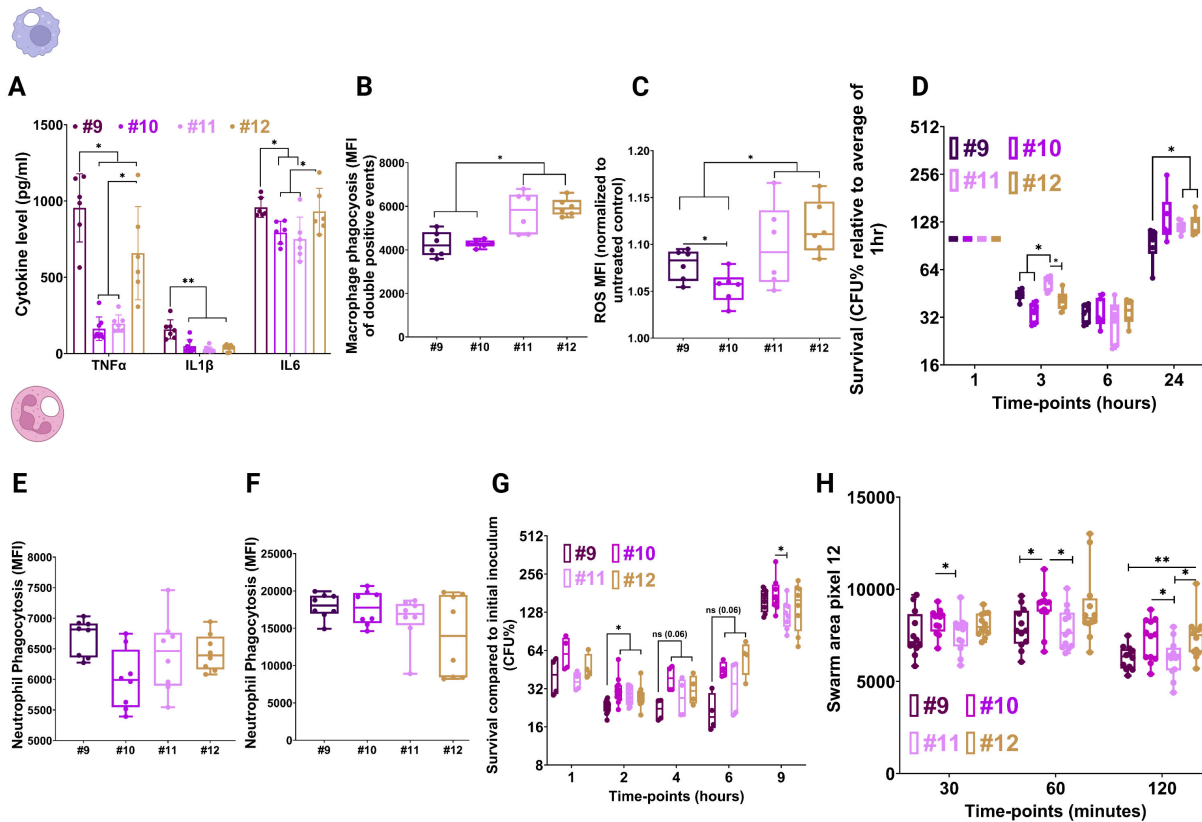 A
Cytokine level (pg/ml)
1500
1000
500
0
#9 #10 #11 #12
* * ** * *
TNFα IL1β IL6
B
Macrophage phagocytosis (MFI
of double positive events)
8000
6000
4000
2000
0
*
#9 #10 #11 #12
C
ROS MFI (normalized to
untreated control)
1.20
1.15
1.10
1.05
1.00
*
*
#9 #10 #11 #12
D
Survival (CFU% relative to average of
1hr)
512
256
128
64
32
16
#9 #10
#11 #12
* * *
1 3 6 24
Time-points (hours)
E
Neutrophil Phagocytosis (MFI)
8000
7500
7000
6500
6000
5500
5000
#9 #10 #11 #12
F
Neutrophil Phagocytosis (MFI)
25000
20000
15000
10000
5000
0
#9 #10 #11 #12
G
Survival compared to initial inoculum
(CFU%)
512
256
128
64
32
16
8
#9 #10
#11 #12
* ns (0.06) ns (0.06) *
1 2 4 6 9
Time-points (hours)
H
Swarm area pixel 12
15000
10000
5000
0
* * * ** * *
#9 #10
#11 #12
30 60 120
Time-points (minutes)